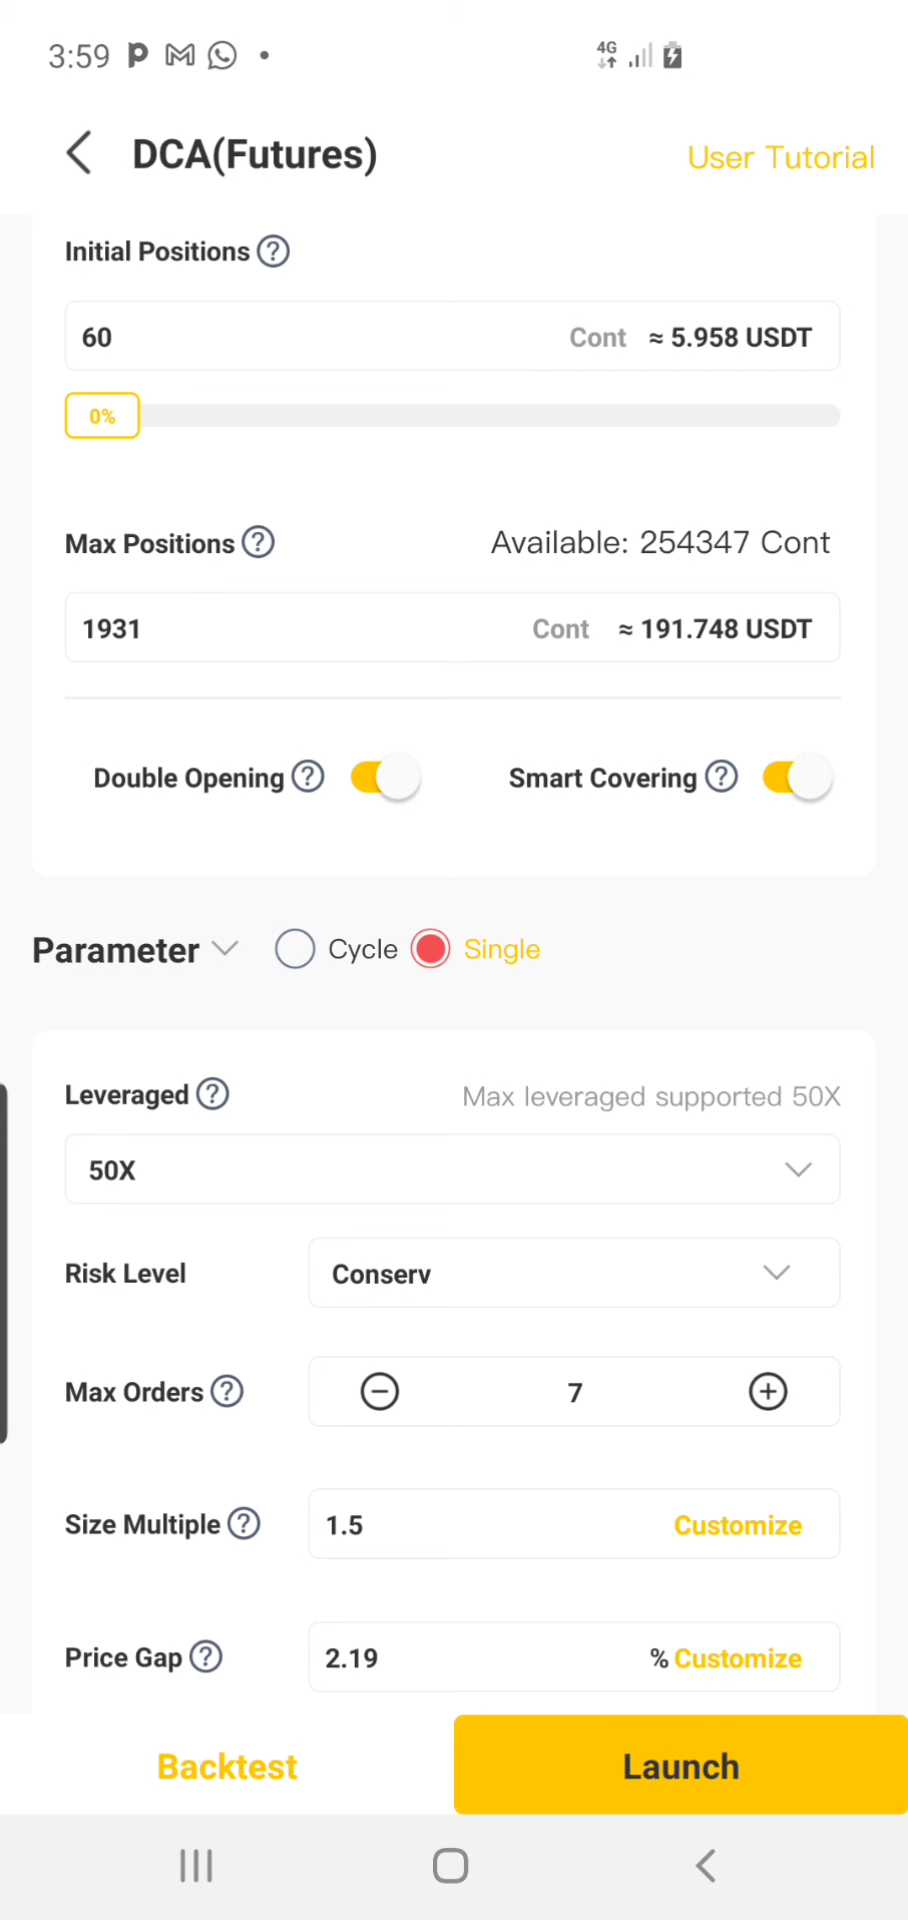 3:59
4G
DCA(Futures)
User Tutorial
Initial Positions ?
60 Cont ≈ 5.958 USDT
0%
Max Positions ? Available: 254347 Cont
1931 Cont ≈ 191.748 USDT
Double Opening ? Smart Covering ?
Parameter Cycle Single
Leveraged ? Max leveraged supported 50X
50X
Risk Level Conserv
Max Orders ? 7
Size Multiple ? 1.5 Customize
Price Gap ? 2.19 % Customize
Backtest Launch